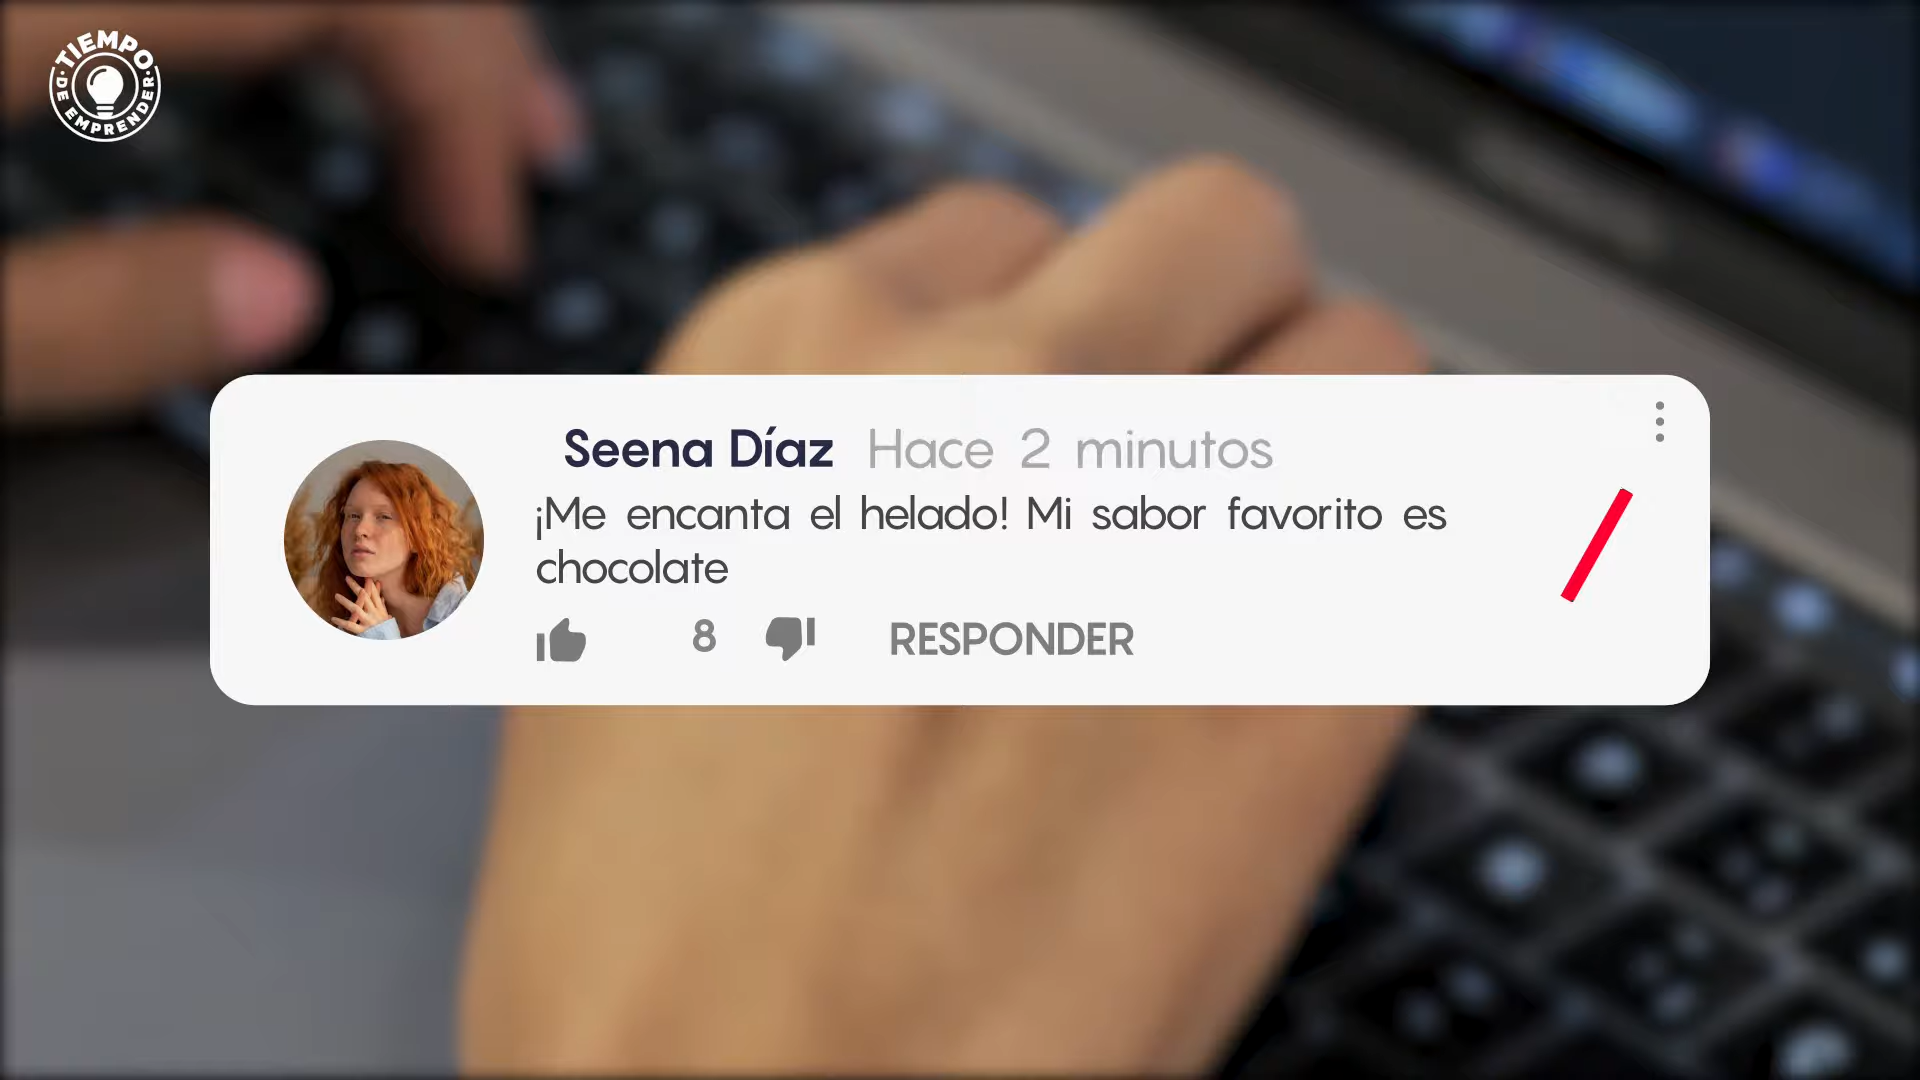 TIEMPO
DE EMPRENDER
Seena Díaz Hace 2 minutos
¡Me encanta el helado! Mi sabor favorito es
chocolate
8 RESPONDER